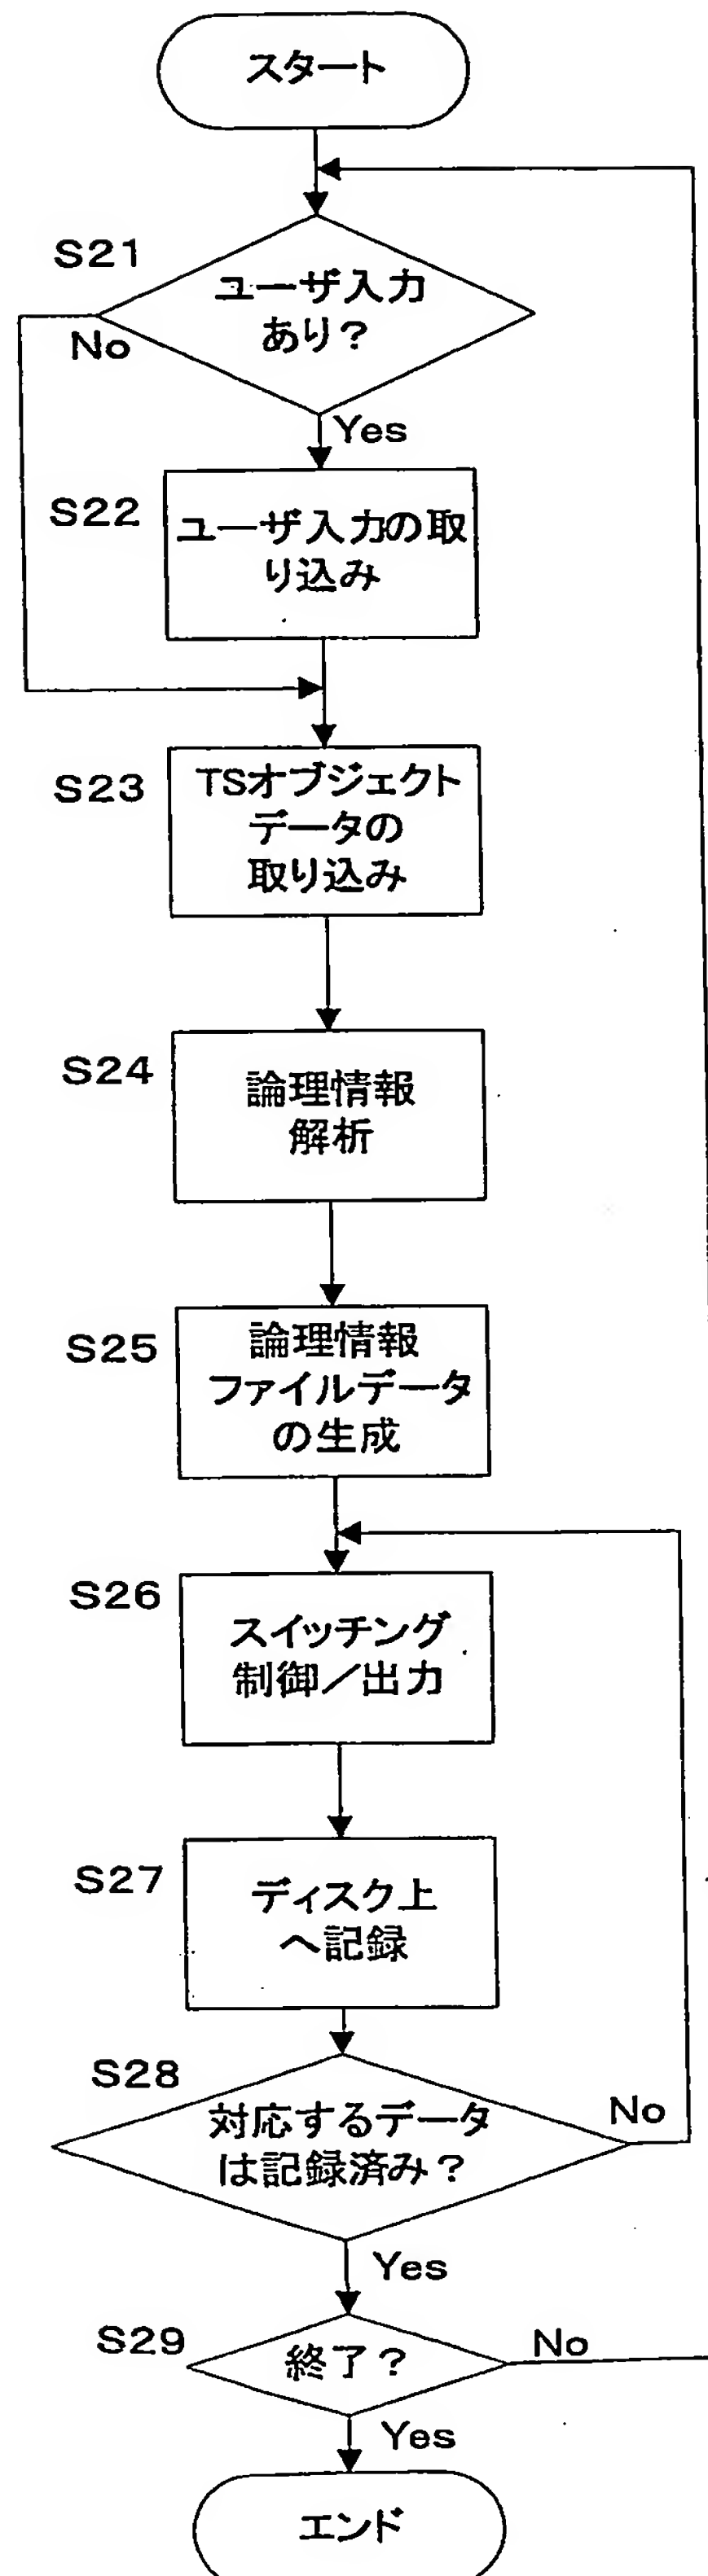 スタート
S21
ユーザ入力
あり？
No
Yes
S22
ユーザ入力の取
り込み
S23
TSオブジェクト
データの
取り込み
S24
論理情報
解析
S25
論理情報
ファイルデータ
の生成
S26
スイッチング
制御／出力
S27
ディスク上
へ記録
S28
対応するデータ
は記録済み？
No
Yes
S29
終了？
No
Yes
エンド